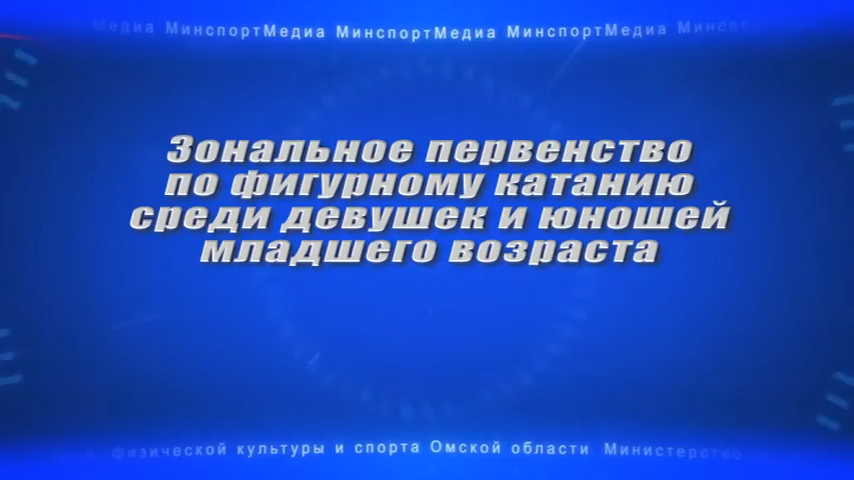 Медиа МинспортМедиа МинспортМедиа МинспортМедиа
Зональное первенство
по фигурному катанию
среди девушек и юношей
младшего возраста
физической культуры и спорта Омской области Министерство